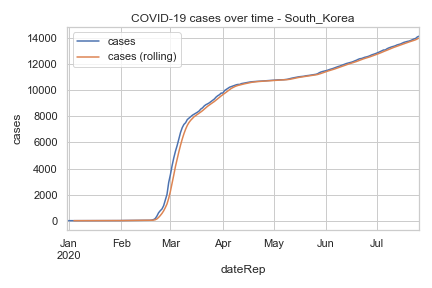 COVID-19 cases over time - South_Korea
cases
cases (rolling)
cases
14000
12000
10000
8000
6000
4000
2000
0
Jan Feb Mar Apr May Jun Jul
2020
dateRep